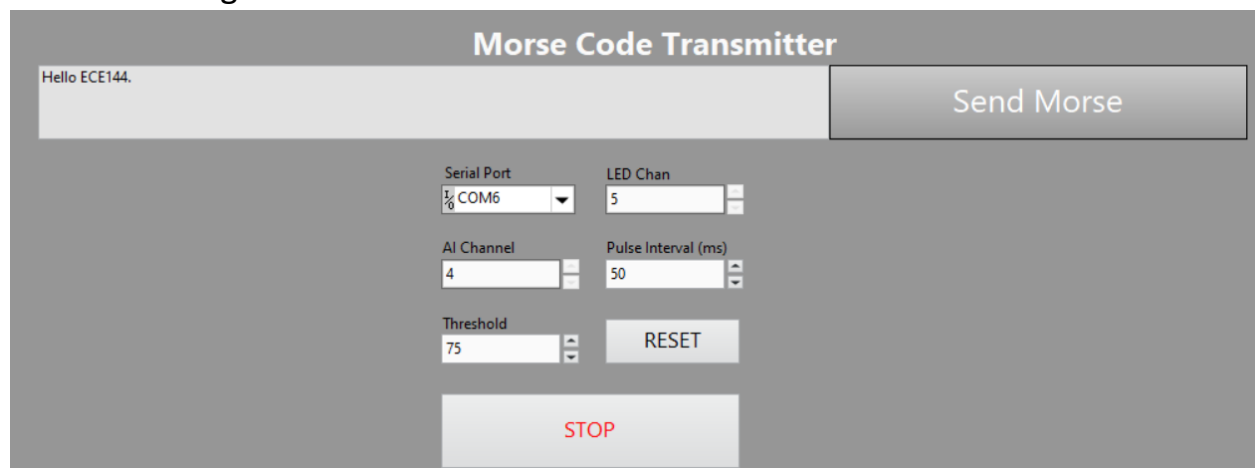 Morse Code Transmitter
Hello ECE144.
Send Morse
Serial Port
LED Chan
COM6
5
AI Channel
Pulse Interval (ms)
4
50
Threshold
75
RESET
STOP